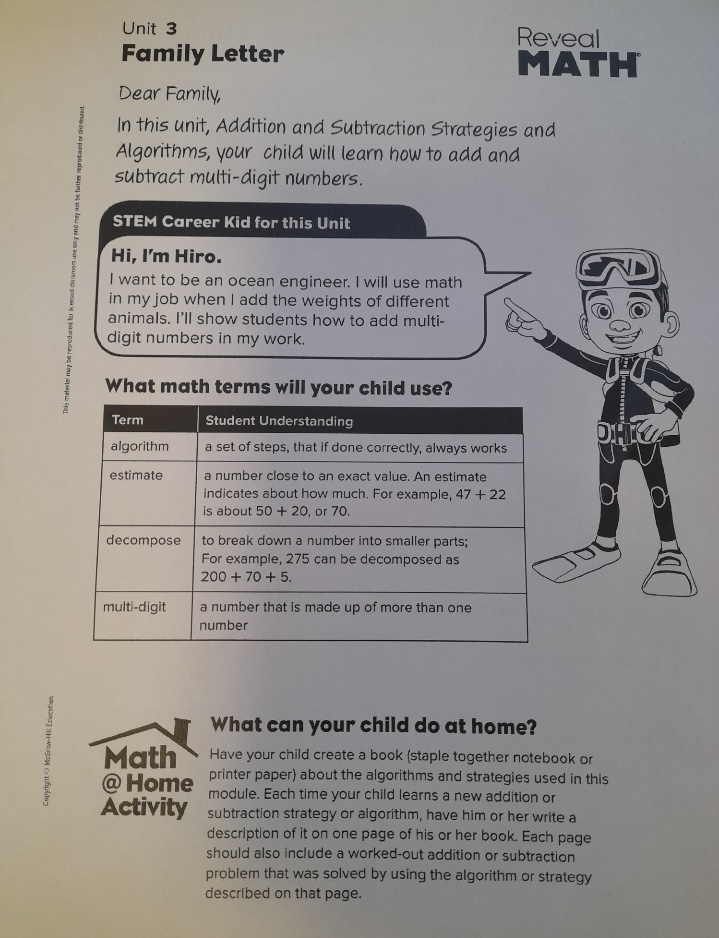 Unit 3
Family Letter
Reveal
MATH
Dear Family,
In this unit, Addition and Subtraction Strategies and
Algorithms, your child will learn how to add and
subtract multi-digit numbers.
STEM Career Kid for this Unit
Hi, I'm Hiro.
I want to be an ocean engineer. I will use math
in my job when I add the weights of different
animals. I'll show students how to add multi-
digit numbers in my work.
What math terms will your child use?
Term Student Understanding
algorithm a set of steps, that if done correctly, always works
estimate a number close to an exact value. An estimate
indicates about how much. For example, 47 + 22
is about 50 + 20, or 70.
decompose to break down a number into smaller parts;
For example, 275 can be decomposed as
200 + 70 + 5.
multi-digit a number that is made up of more than one
number
Math
@ Home
Activity
What can your child do at home?
Have your child create a book (staple together notebook or
printer paper) about the algorithms and strategies used in this
module. Each time your child learns a new addition or
subtraction strategy or algorithm, have him or her write a
description of it on one page of his or her book. Each page
should also include a worked-out addition or subtraction
problem that was solved by using the algorithm or strategy
described on that page.
This material may be reproduced for licensed classroom use only and may not be further reproduced or distributed.
Copyright © McGraw-Hill Education